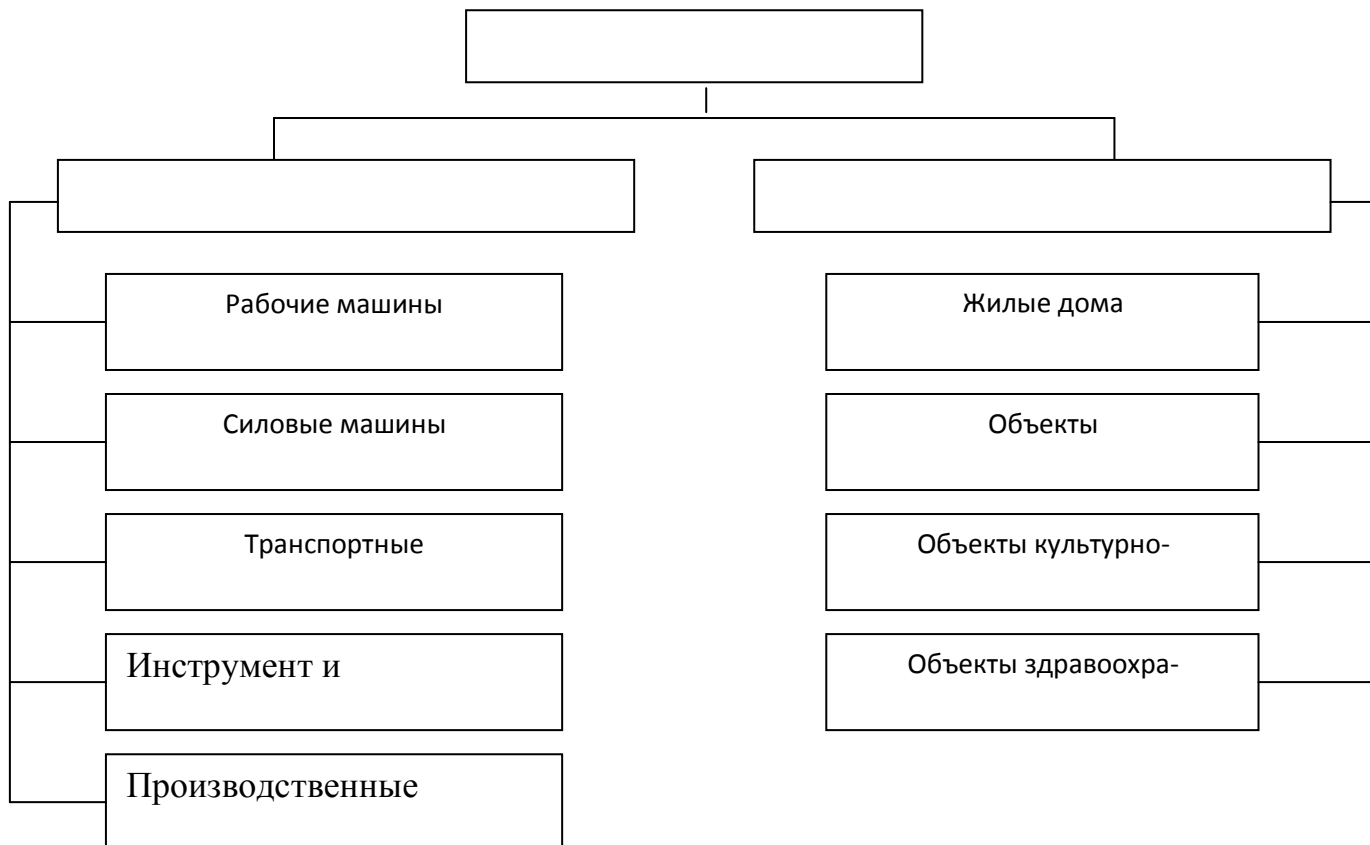 Рабочие машины
Силовые машины
Транспортные
Инструмент и
Производственные
Жилые дома
Объекты
Объекты культурно-
Объекты здравоохра-